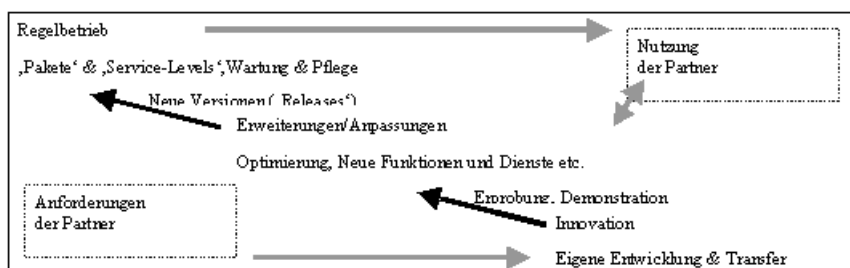 Regelbetrieb
Nutzung
der Partner
‚Pakete‘ & ‚Service-Levels‘,Wartung & Pflege
Neue Versionen (‚Releases‘)
Erweiterungen/Anpassungen
Optimierung, Neue Funktionen und Dienste etc.
Anforderungen
der Partner
Erprobung, Demonstration
Innovation
Eigene Entwicklung & Transfer